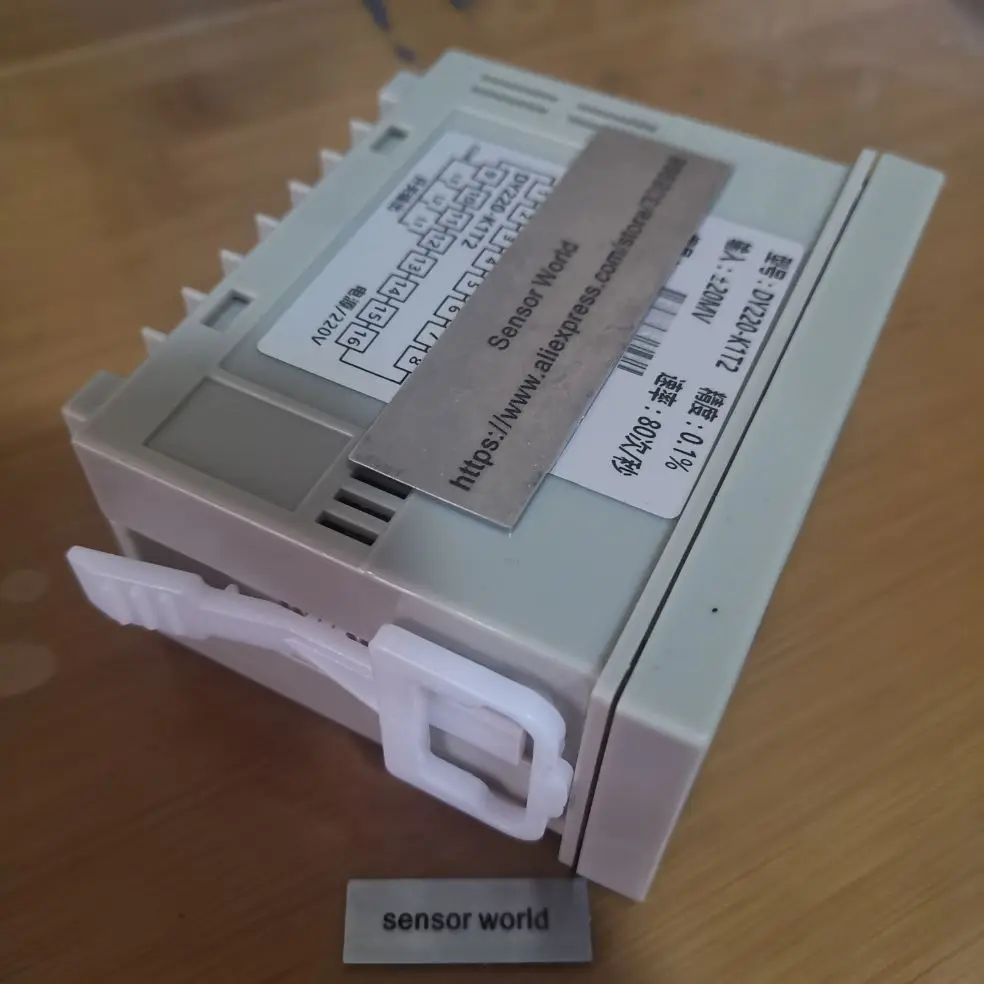 型号：DY220-K1T2 精度：0.1%
输入：±20MV 速率：80次/秒
Sensor World
https://www.aliexpress.com/store
1 2 3 4 5 6 7 8
DY220-K1T2
9 10 11 12 13 14 15 16
电源/220V
sensor world